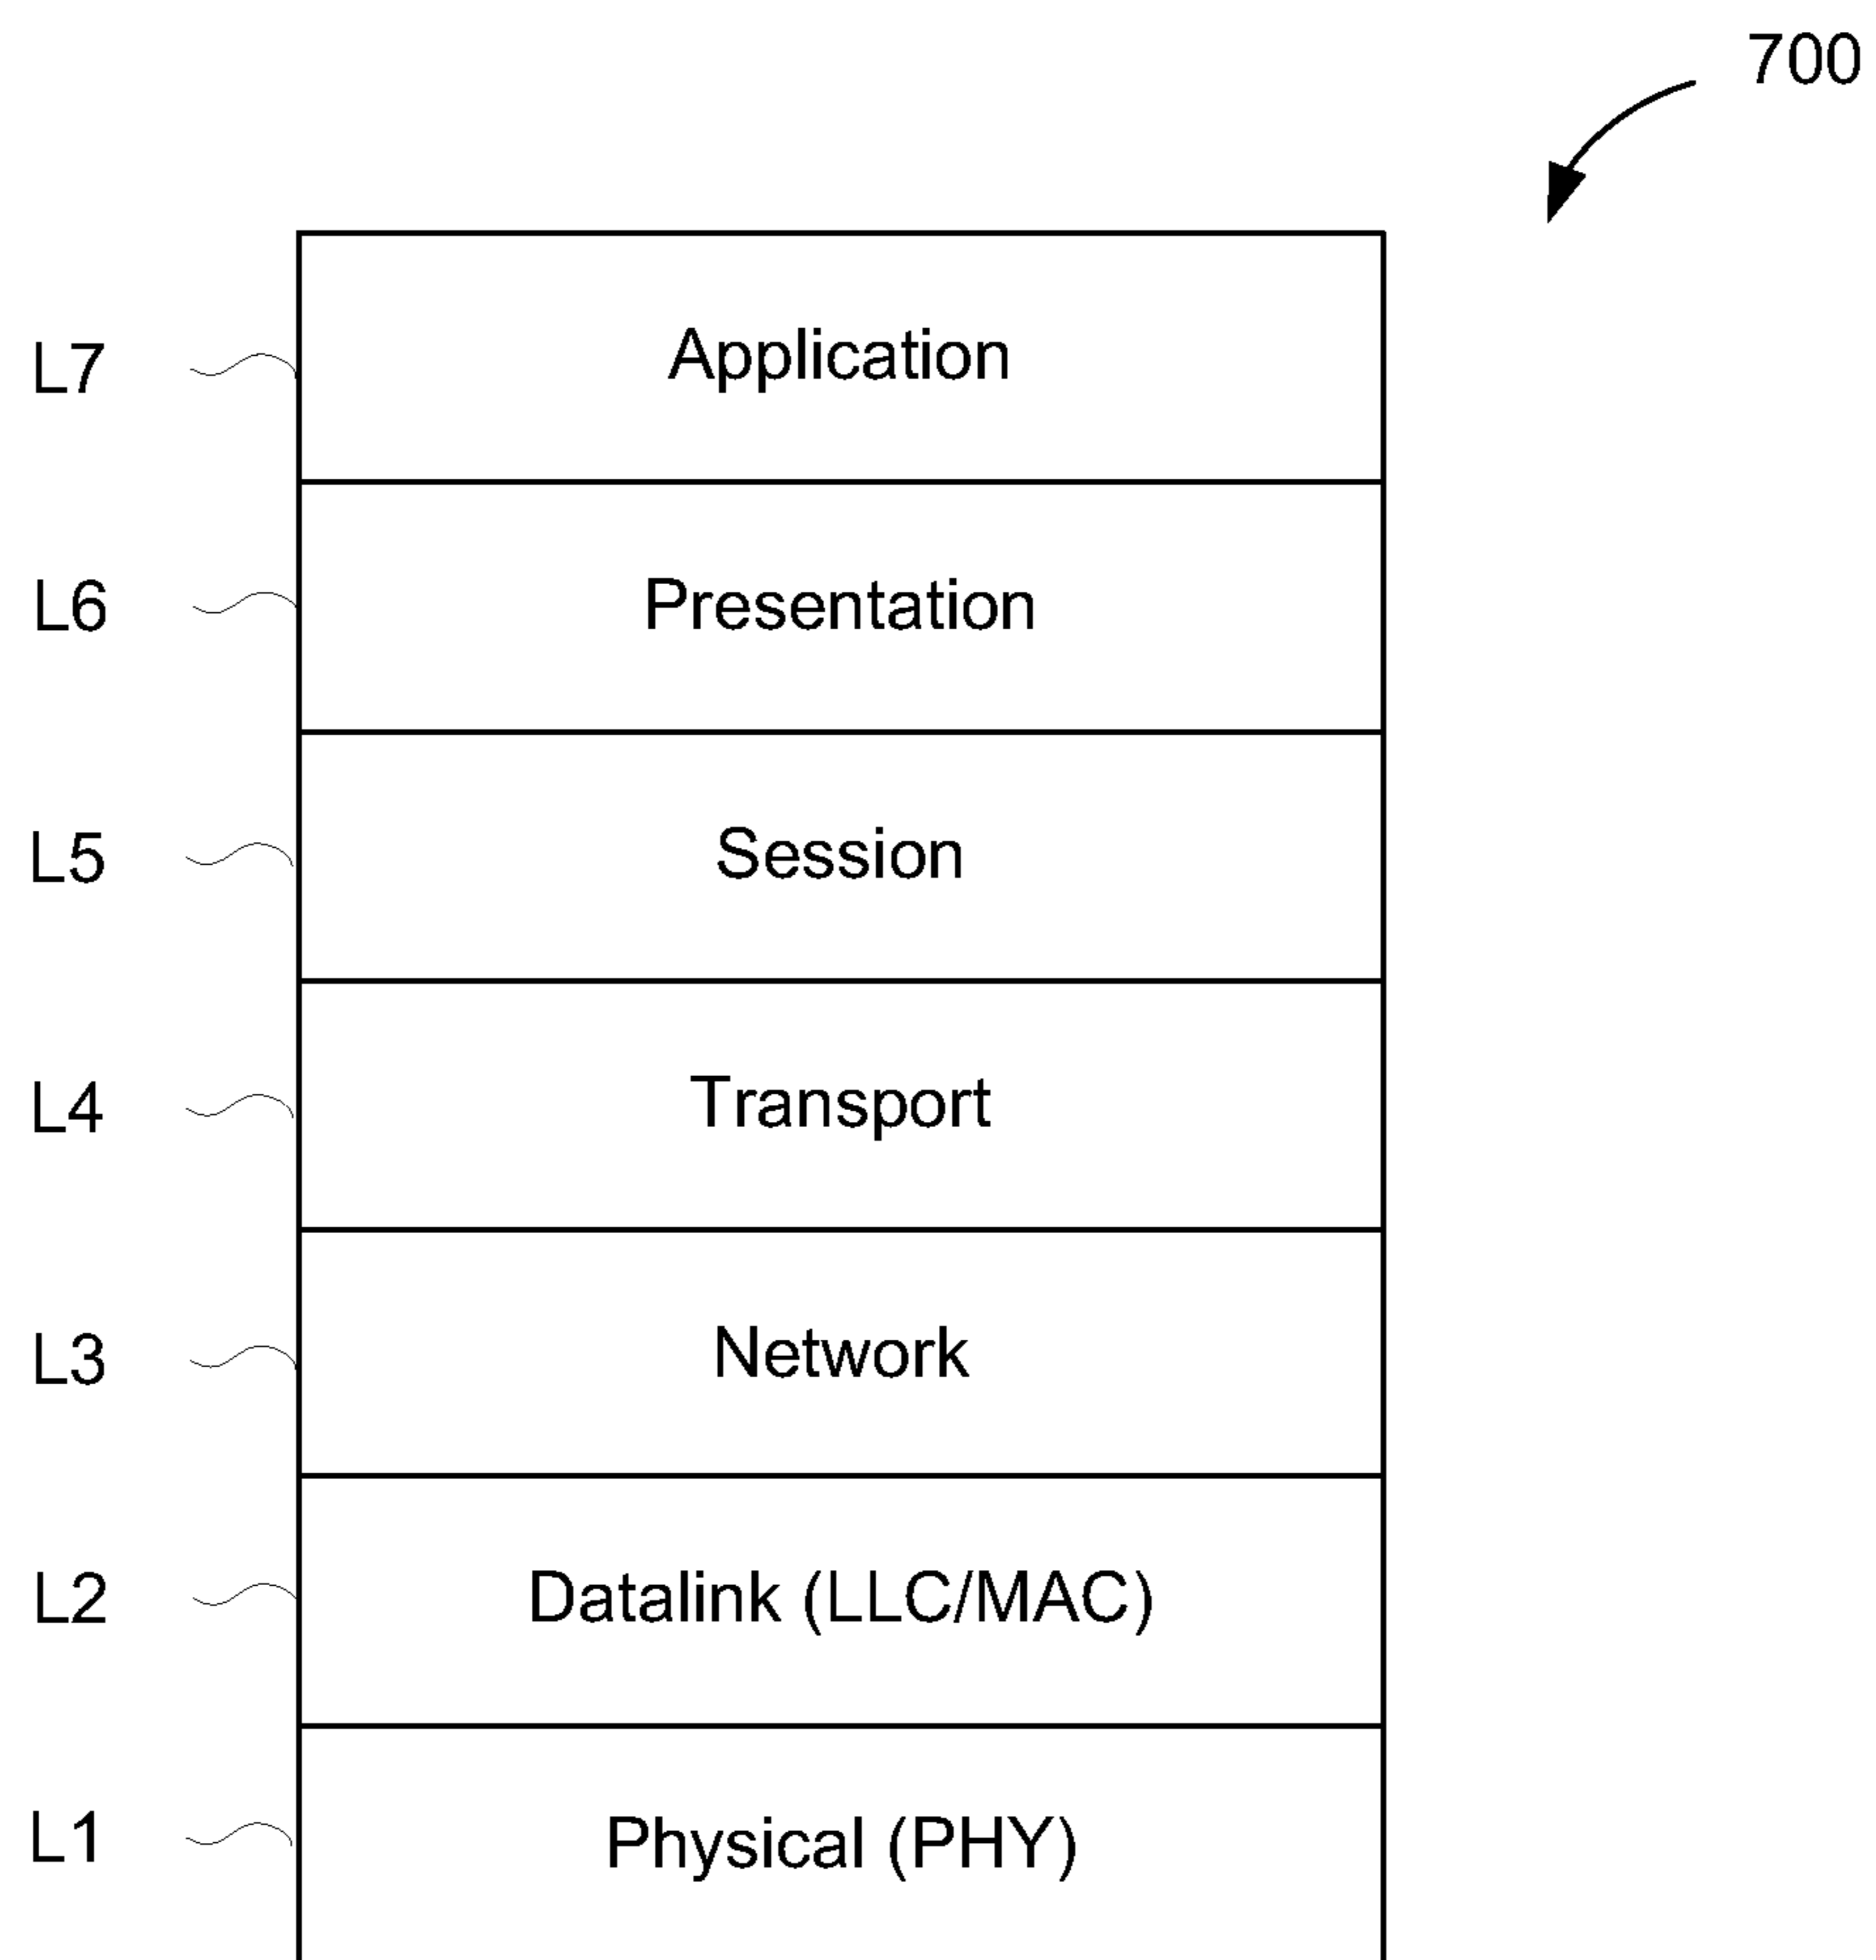 700
L7 Application
L6 Presentation
L5 Session
L4 Transport
L3 Network
L2 Datalink (LLC/MAC)
L1 Physical (PHY)